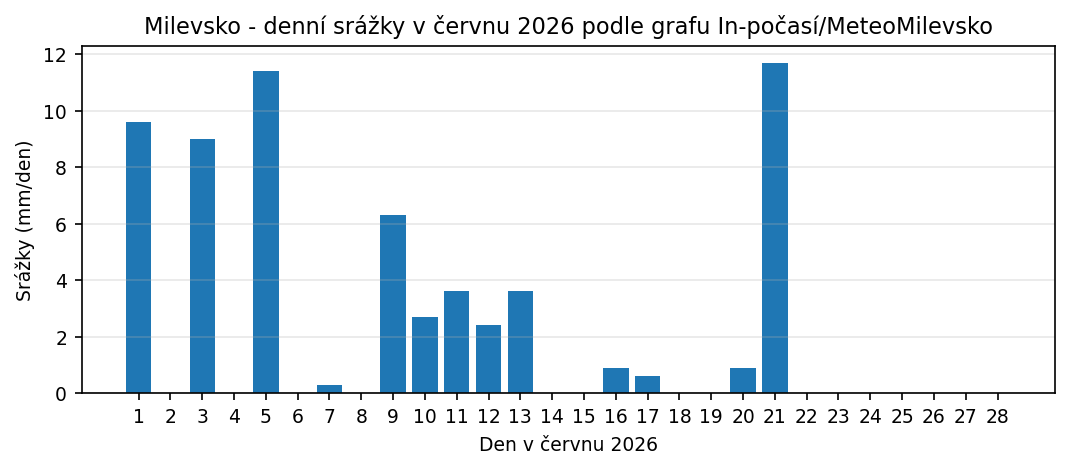 Milevsko - denní srážky v červnu 2026 podle grafu In-počasí/MeteoMilevsko
12
10
8
6
4
2
0
Srážky (mm/den)
1 2 3 4 5 6 7 8 9 10 11 12 13 14 15 16 17 18 19 20 21 22 23 24 25 26 27 28
Den v červnu 2026